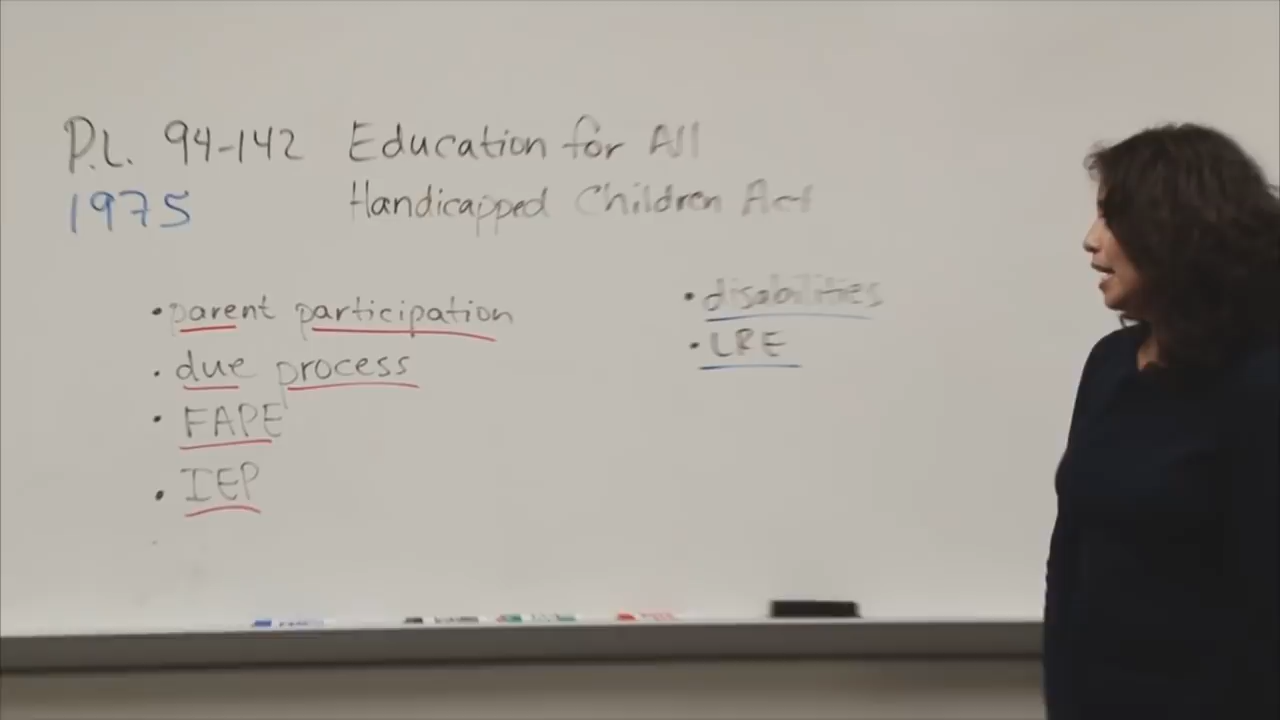 P.L. 94-142 Education for All
1975 Handicapped Children Act
• parent participation
• due process
• FAPE
• IEP
• disabilities
• LRE